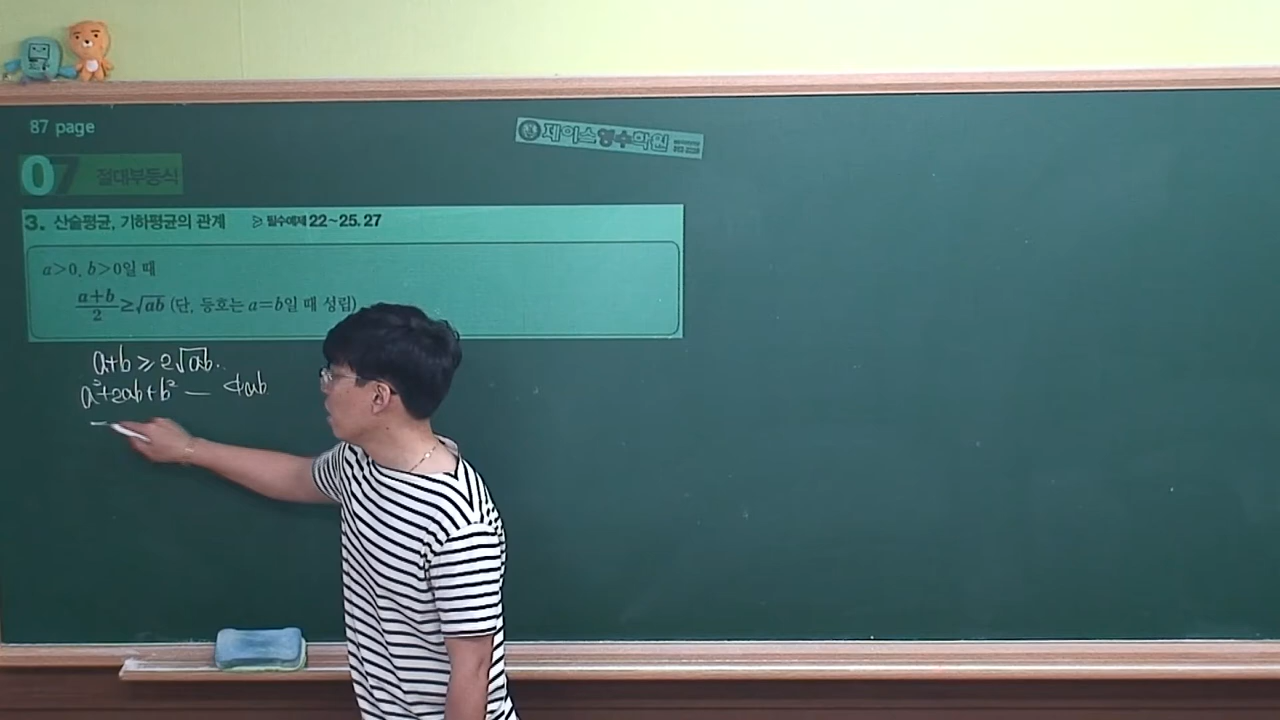 87 page
제이스영수학원
07 절대부등식
3. 산술평균, 기하평균의 관계 ▷ 필수예제 22~25. 27
a>0, b>0일 때
a+b/2 ≥ √ab (단, 등호는 a=b일 때 성립)
a+b ≥ 2√ab..
a²+2ab+b² — 4ab.